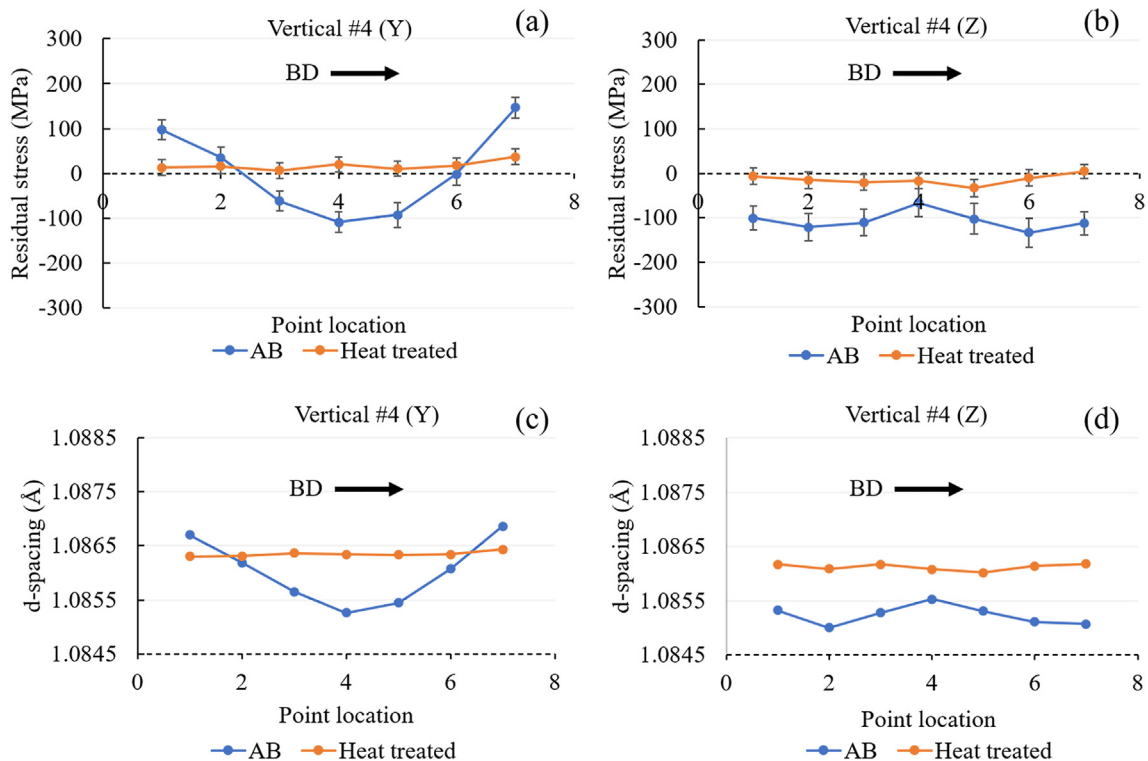 Vertical #4 (Y)
(a)
BD
Residual stress (MPa)
300
200
100
0
-100
-200
-300
0
2
4
6
8
Point location
AB
Heat treated
Vertical #4 (Z)
(b)
BD
Residual stress (MPa)
300
200
100
0
-100
-200
-300
0
2
4
6
8
Point location
AB
Heat treated
Vertical #4 (Y)
(c)
BD
d-spacing (Å)
1.0885
1.0875
1.0865
1.0855
1.0845
0
2
4
6
8
Point location
AB
Heat treated
Vertical #4 (Z)
(d)
BD
d-spacing (Å)
1.0885
1.0875
1.0865
1.0855
1.0845
0
2
4
6
8
Point location
AB
Heat treated